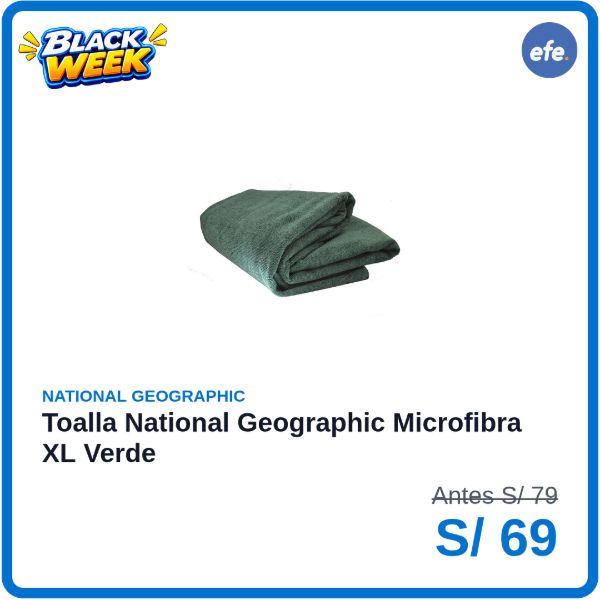 BLACK
WEEK
efe.
NATIONAL GEOGRAPHIC
Toalla National Geographic Microfibra
XL Verde
Antes S/ 79
S/ 69